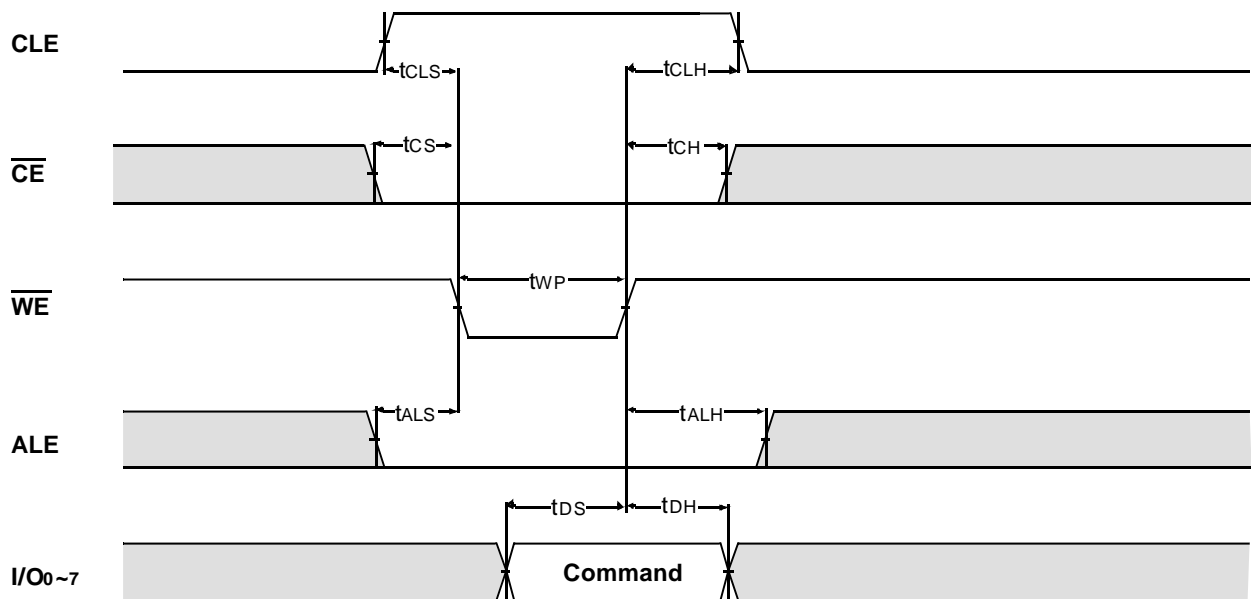 CLE
tCLS
tCLH
CE
tCS
tCH
WE
tWP
ALE
tALS
tALH
tDS
tDH
I/O0~7
Command